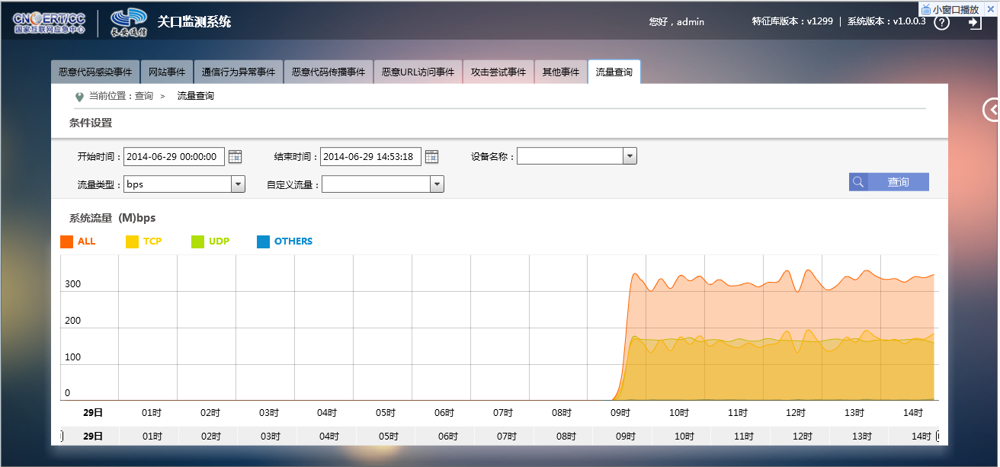 小窗口播放
CNCERT/CC
国家互联网应急中心
长安通信
关口监测系统
您好，admin
特征库版本：v1299 | 系统版本：v1.0.0.3
恶意代码感染事件 网站事件 通信行为异常事件 恶意代码传播事件 恶意URL访问事件 攻击尝试事件 其他事件 流量查询
当前位置：查询 > 流量查询
条件设置
开始时间： 2014-06-29 00:00:00 结束时间： 2014-06-29 14:53:18 设备名称：
流量类型： bps 自定义流量：
查询
系统流量 (M)bps
ALL TCP UDP OTHERS
300
200
100
0
29日 01时 02时 03时 04时 05时 06时 07时 08时 09时 10时 11时 12时 13时 14时
29日 01时 02时 03时 04时 05时 06时 07时 08时 09时 10时 11时 12时 13时 14时